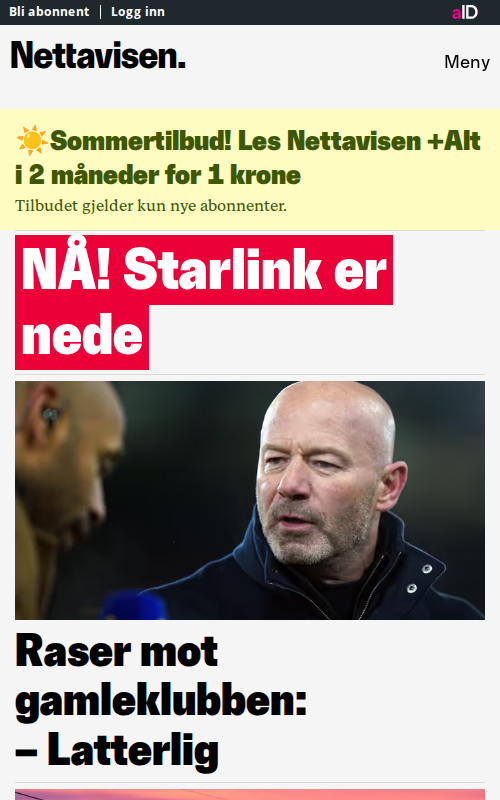 Bli abonnent | Logg inn
aID
Nettavisen.
Meny
☀️Sommertilbud! Les Nettavisen +Alt
i 2 måneder for 1 krone
Tilbudet gjelder kun nye abonnenter.
NÅ! Starlink er
nede
Raser mot
gamleklubben:
– Latterlig